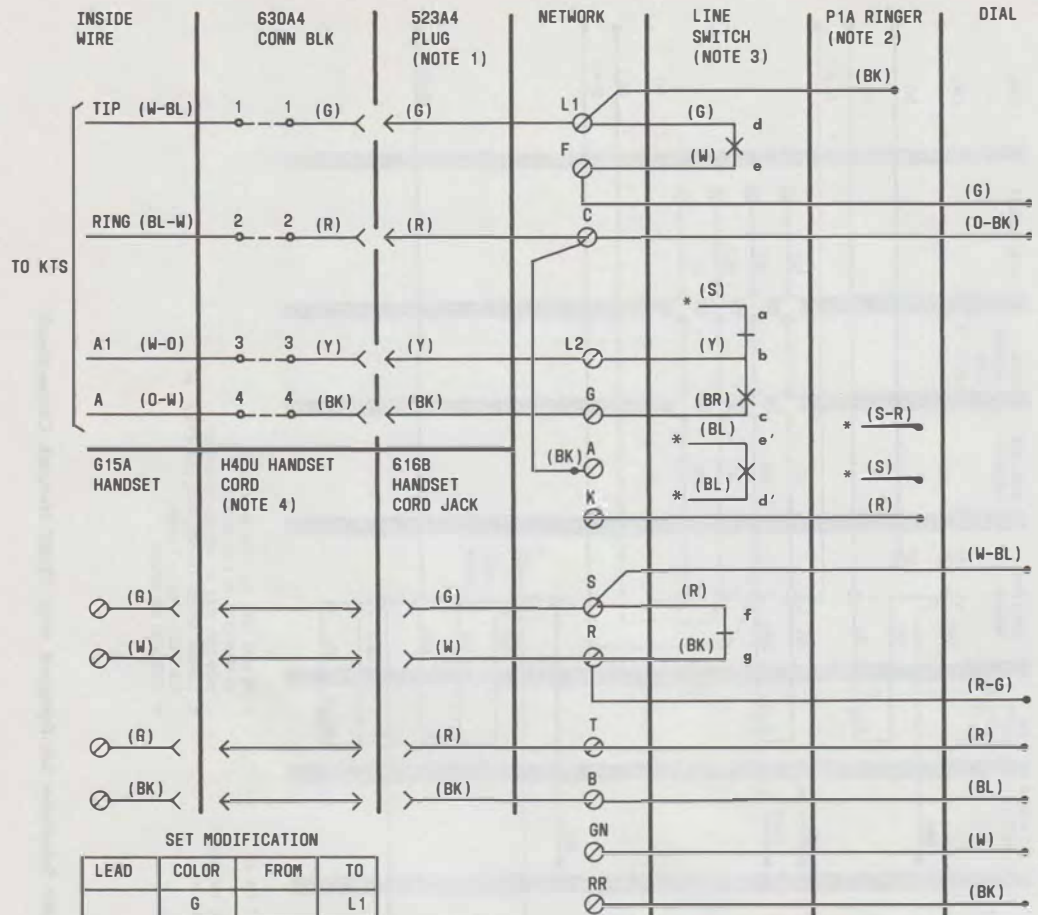 INSIDE WIRE
630A4 CONN BLK
523A4 PLUG (NOTE 1)
NETWORK
LINE SWITCH (NOTE 3)
P1A RINGER (NOTE 2)
DIAL
(BK)
TIP (W-BL) 1 1 (G) (G) L1 (G) d
F (W) e
(G)
C
RING (BL-W) 2 2 (R) (R) (O-BK)
TO KTS
* (S) a
A1 (W-O) 3 3 (Y) (Y) L2 (Y) b
A (O-W) 4 4 (BK) (BK) G (BR) c
* (BL) e' * (S-R)
G15A HANDSET
H4DU HANDSET CORD (NOTE 4)
616B HANDSET CORD JACK
(BK) A
* (BL) d' * (S)
K (R)
(W-BL)
S (R) f
(R) (G)
R (BK) g
(W) (W)
(R-G)
(R) (R) T (R)
(BK) (BK) B (BL)
GN (W)
RR (BK)
SET MODIFICATION
LEAD COLOR FROM TO
G L1